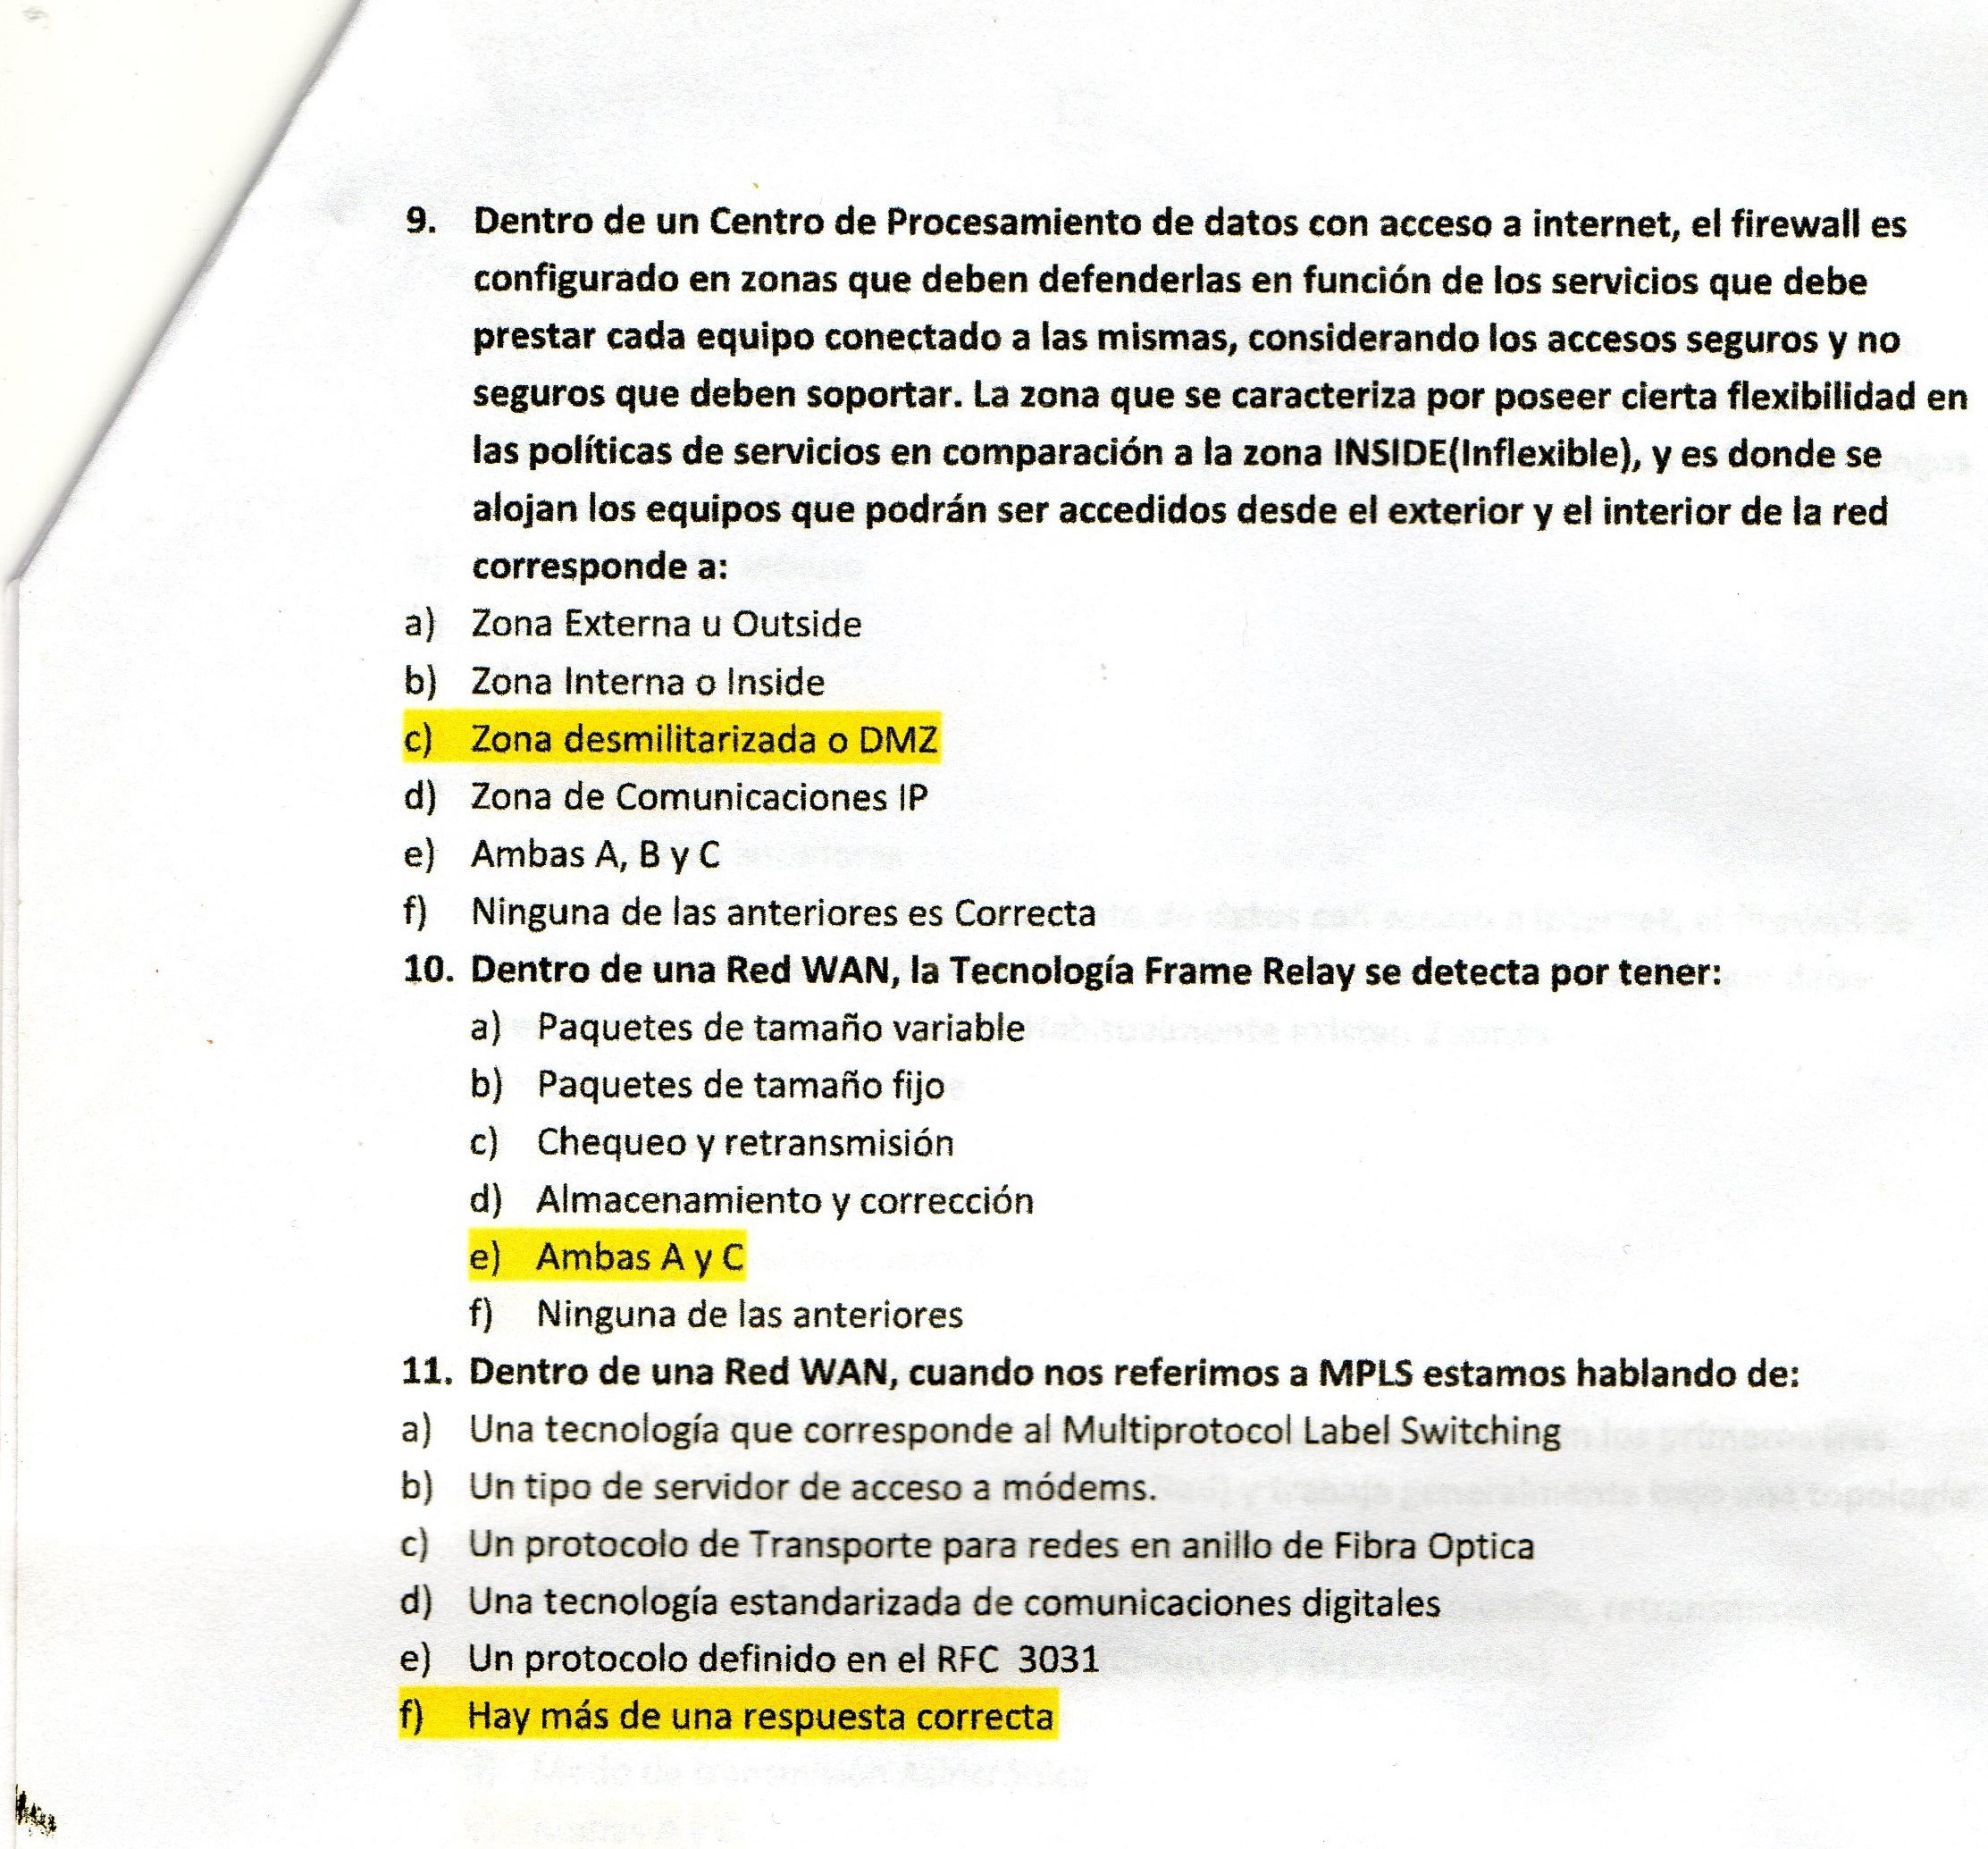 9. Dentro de un Centro de Procesamiento de datos con acceso a internet, el firewall es
configurado en zonas que deben defenderlas en función de los servicios que debe
prestar cada equipo conectado a las mismas, considerando los accesos seguros y no
seguros que deben soportar. La zona que se caracteriza por poseer cierta flexibilidad en
las políticas de servicios en comparación a la zona INSIDE(Inflexible), y es donde se
alojan los equipos que podrán ser accedidos desde el exterior y el interior de la red
corresponde a:
a) Zona Externa u Outside
b) Zona Interna o Inside
c) Zona desmilitarizada o DMZ
d) Zona de Comunicaciones IP
e) Ambas A, B y C
f) Ninguna de las anteriores es Correcta
10. Dentro de una Red WAN, la Tecnología Frame Relay se detecta por tener:
a) Paquetes de tamaño variable
b) Paquetes de tamaño fijo
c) Chequeo y retransmisión
d) Almacenamiento y corrección
e) Ambas A y C
f) Ninguna de las anteriores
11. Dentro de una Red WAN, cuando nos referimos a MPLS estamos hablando de:
a) Una tecnología que corresponde al Multiprotocol Label Switching
b) Un tipo de servidor de acceso a módems.
c) Un protocolo de Transporte para redes en anillo de Fibra Optica
d) Una tecnología estandarizada de comunicaciones digitales
e) Un protocolo definido en el RFC 3031
f) Hay más de una respuesta correcta